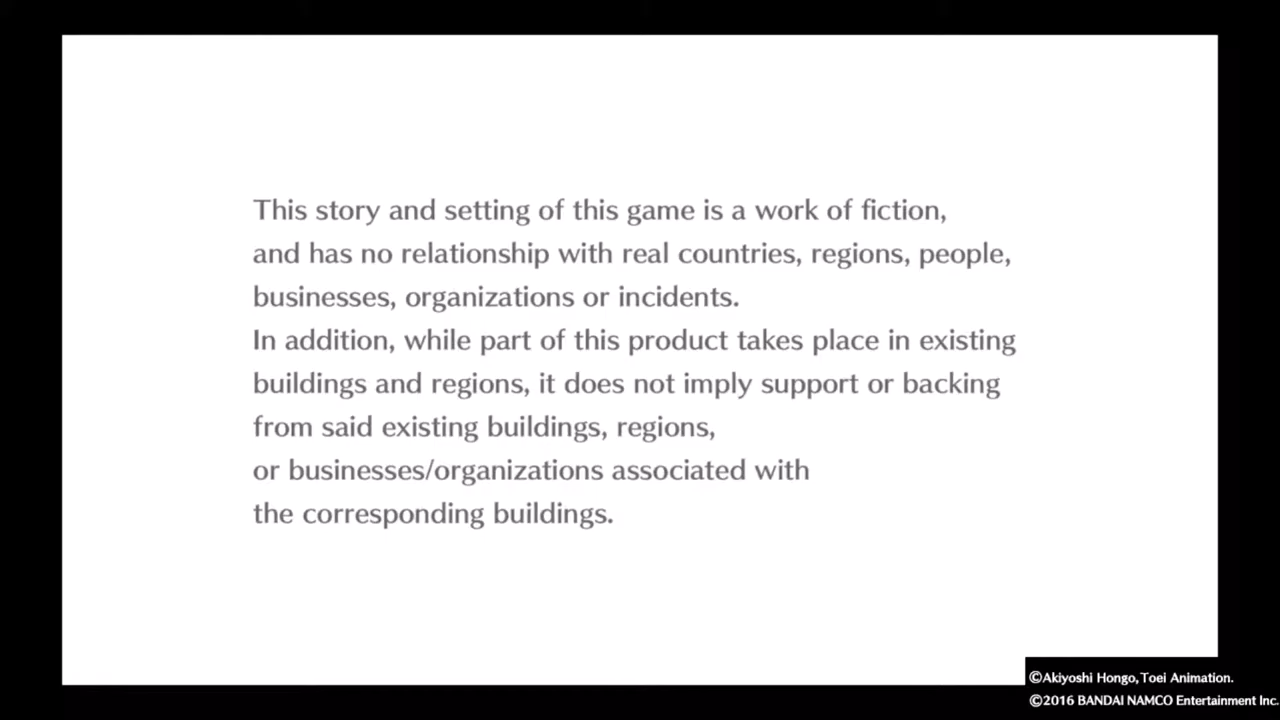 This story and setting of this game is a work of fiction,
and has no relationship with real countries, regions, people,
businesses, organizations or incidents.
In addition, while part of this product takes place in existing
buildings and regions, it does not imply support or backing
from said existing buildings, regions,
or businesses/organizations associated with
the corresponding buildings.
©Akiyoshi Hongo, Toei Animation.
©2016 BANDAI NAMCO Entertainment Inc.